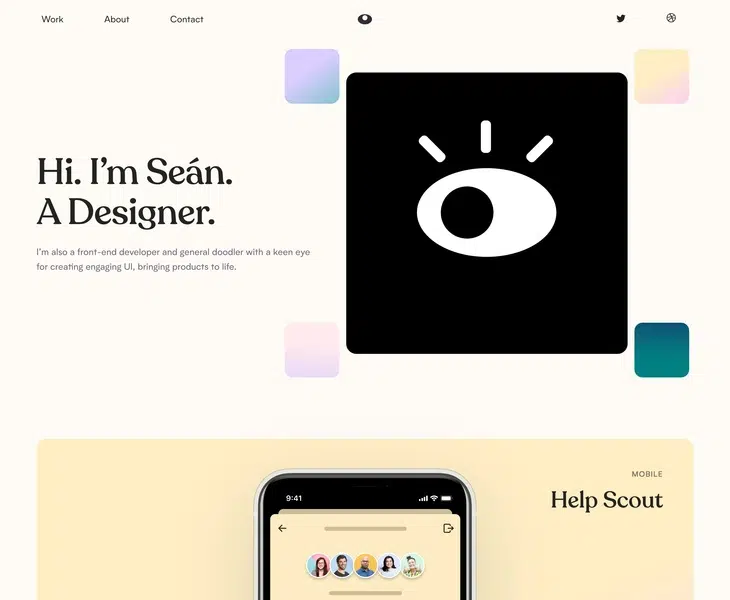 Work
About
Contact
Hi. I’m Seán.
A Designer.
I’m also a front-end developer and general doodler with a keen eye
for creating engaging UI, bringing products to life.
MOBILE
Help Scout
9:41